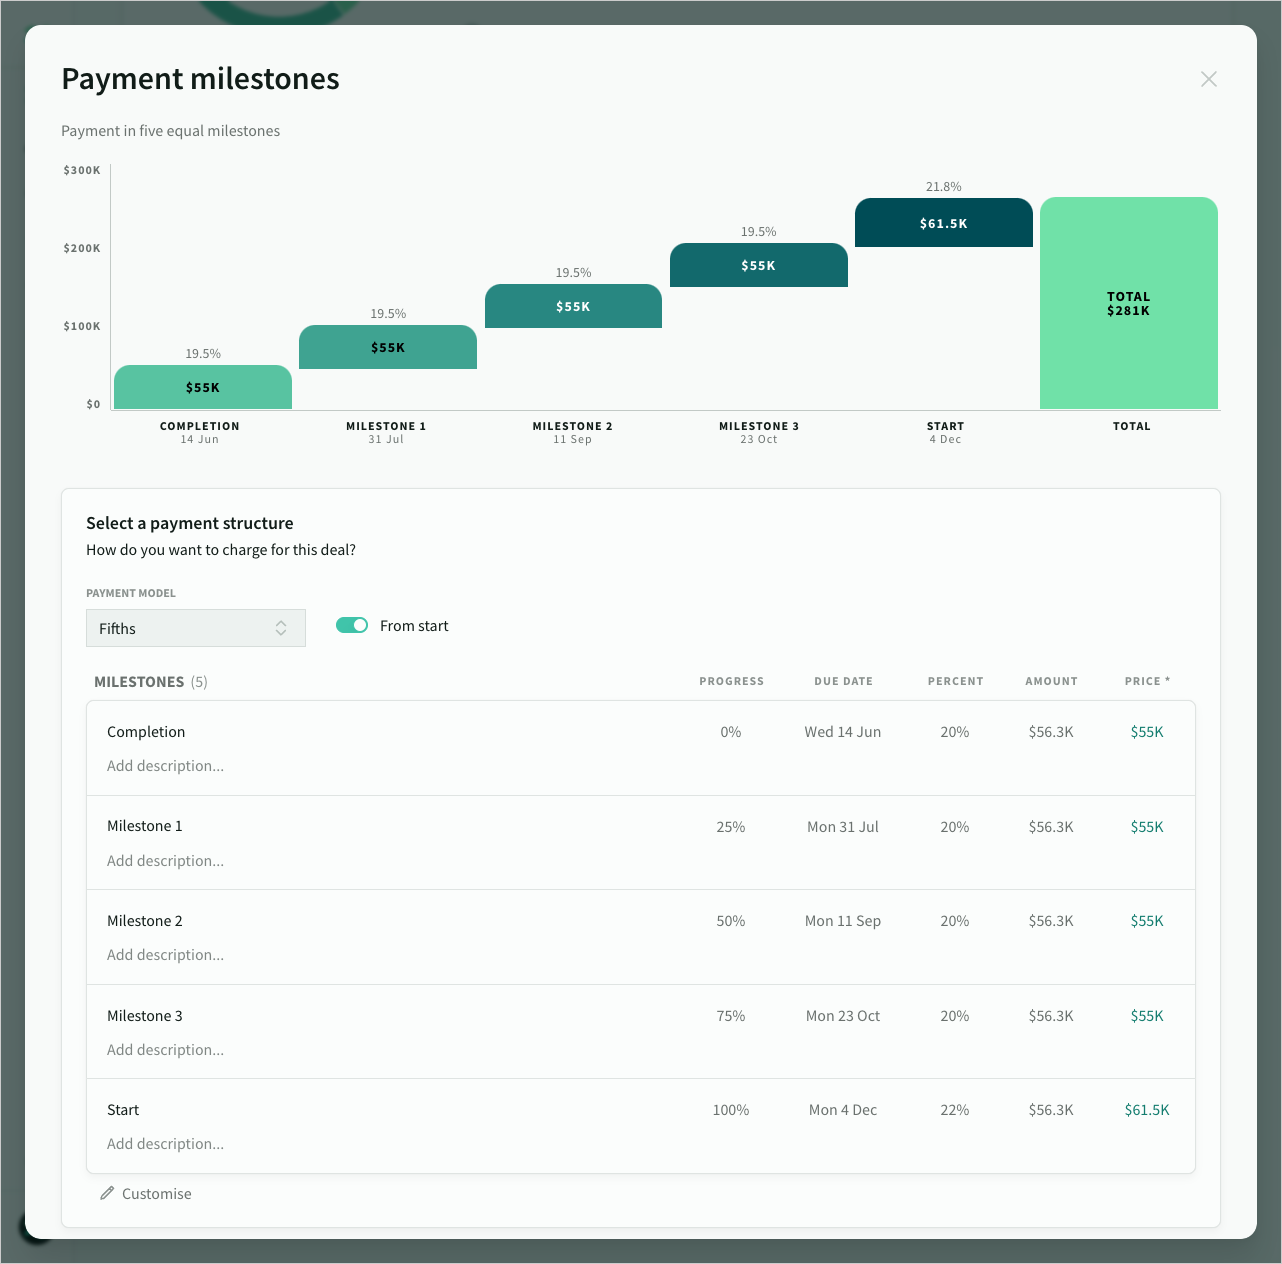 Payment milestones
Payment in five equal milestones
$300K
$200K
$100K
$0
19.5%
$55K
19.5%
$55K
19.5%
$55K
19.5%
$55K
21.8%
$61.5K
TOTAL
$281K
COMPLETION
14 Jun
MILESTONE 1
31 Jul
MILESTONE 2
11 Sep
MILESTONE 3
23 Oct
START
4 Dec
TOTAL
Select a payment structure
How do you want to charge for this deal?
PAYMENT MODEL
Fifths
From start
MILESTONES (5) PROGRESS DUE DATE PERCENT AMOUNT PRICE *
Completion 0% Wed 14 Jun 20% $56.3K $55K
Add description...
Milestone 1 25% Mon 31 Jul 20% $56.3K $55K
Add description...
Milestone 2 50% Mon 11 Sep 20% $56.3K $55K
Add description...
Milestone 3 75% Mon 23 Oct 20% $56.3K $55K
Add description...
Start 100% Mon 4 Dec 22% $56.3K $61.5K
Add description...
Customise